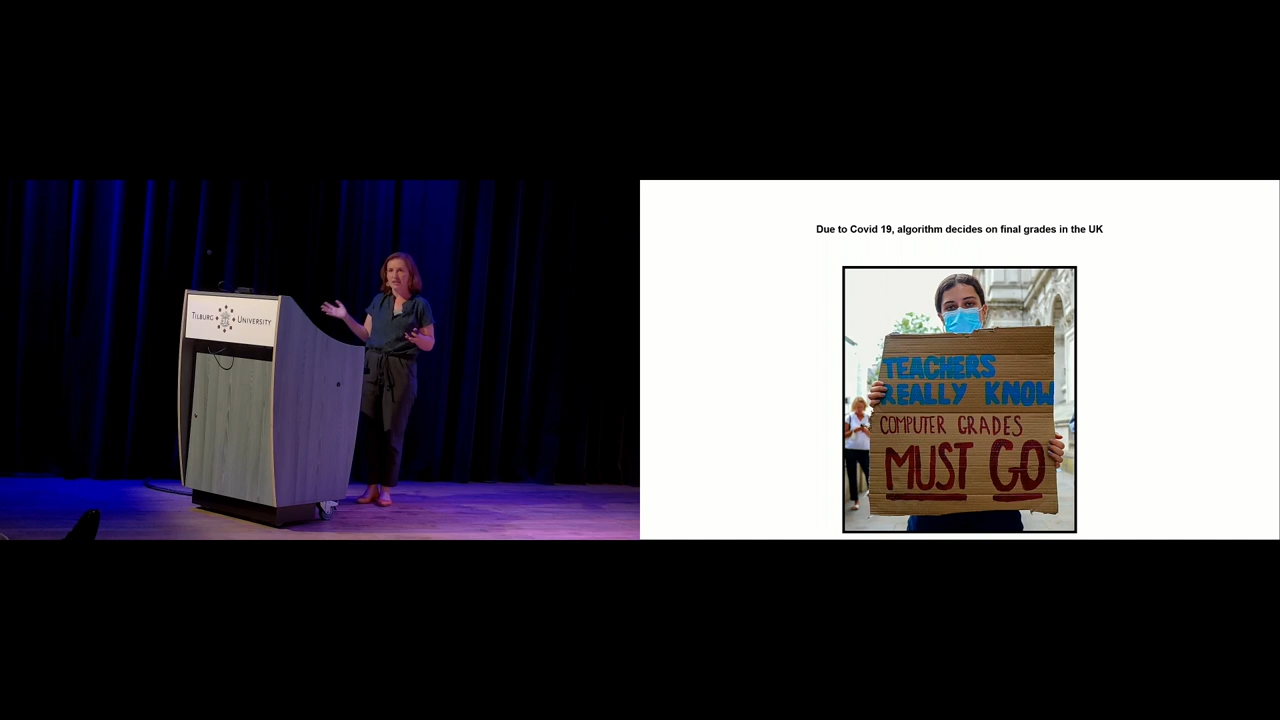 TILBURG UNIVERSITY
Due to Covid 19, algorithm decides on final grades in the UK
TEACHERS
REALLY KNOW
COMPUTER GRADES
MUST GO